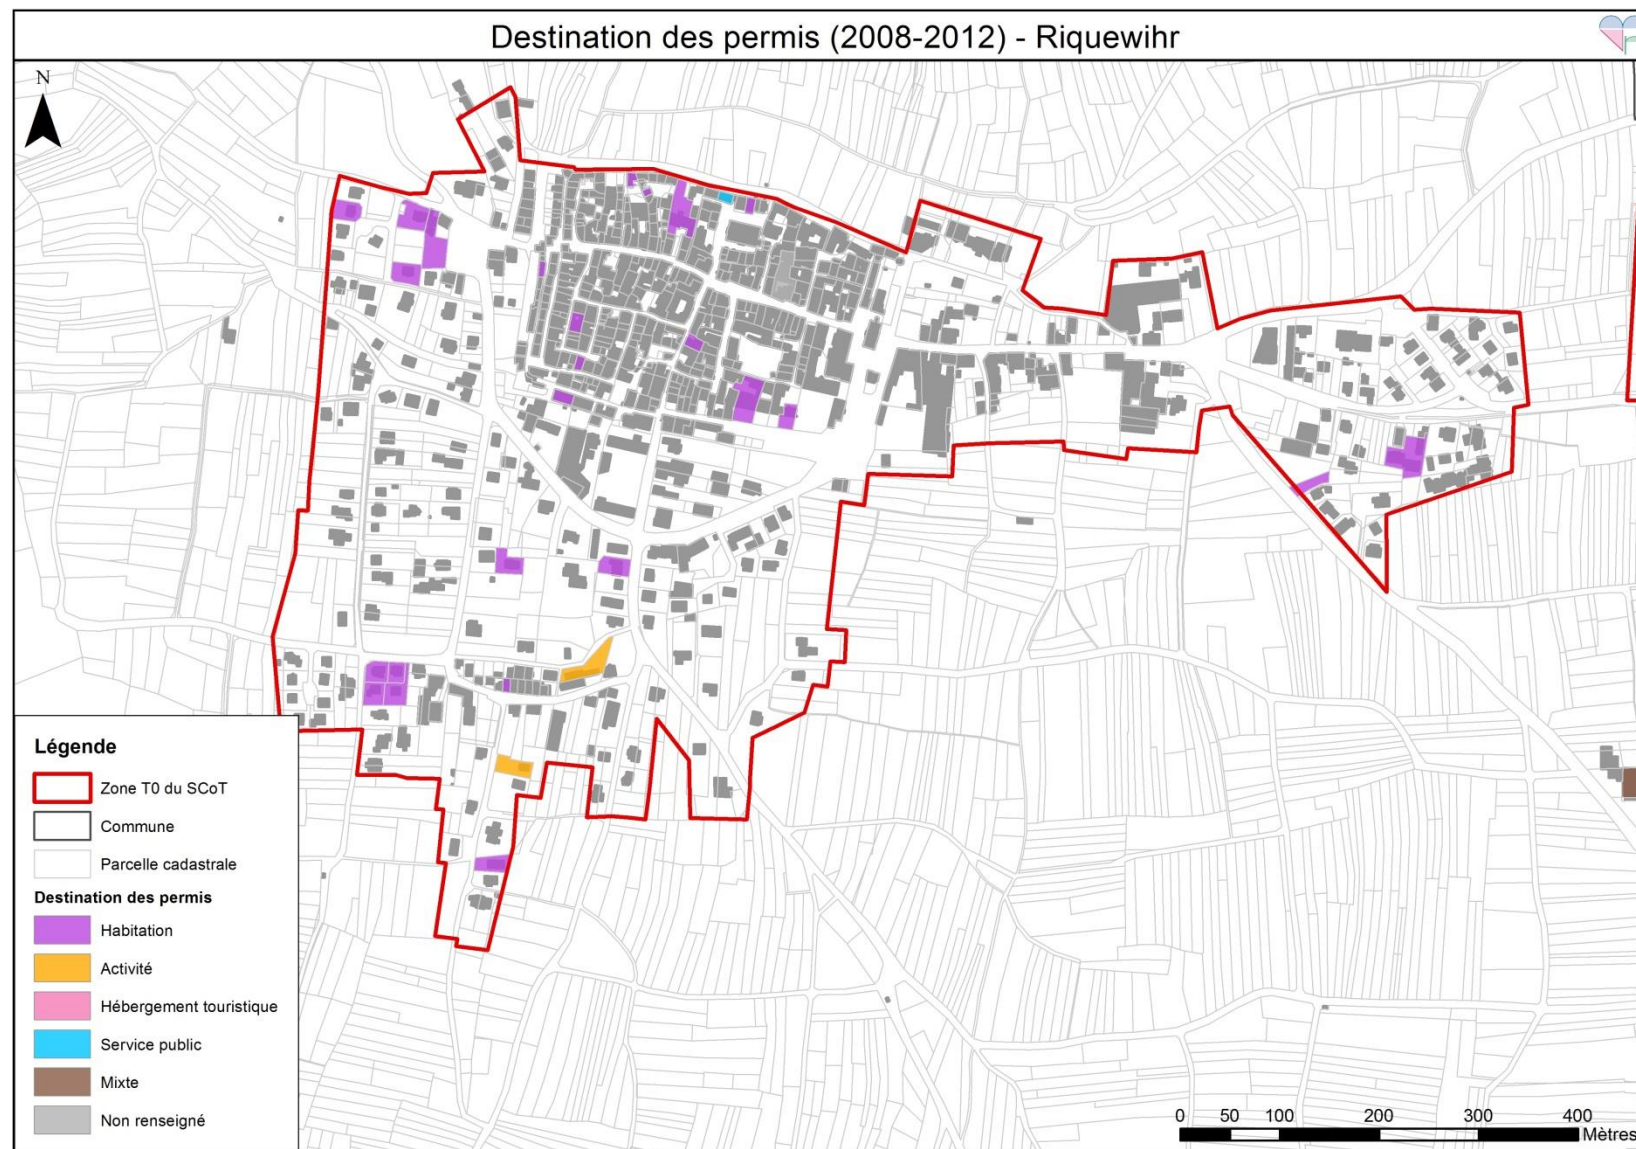 Destination des permis (2008-2012) - Riquewihr
N
Légende
Zone T0 du SCoT
Commune
Parcelle cadastrale
Destination des permis
Habitation
Activité
Hébergement touristique
Service public
Mixte
Non renseigné
0 50 100 200 300 400
Mètres